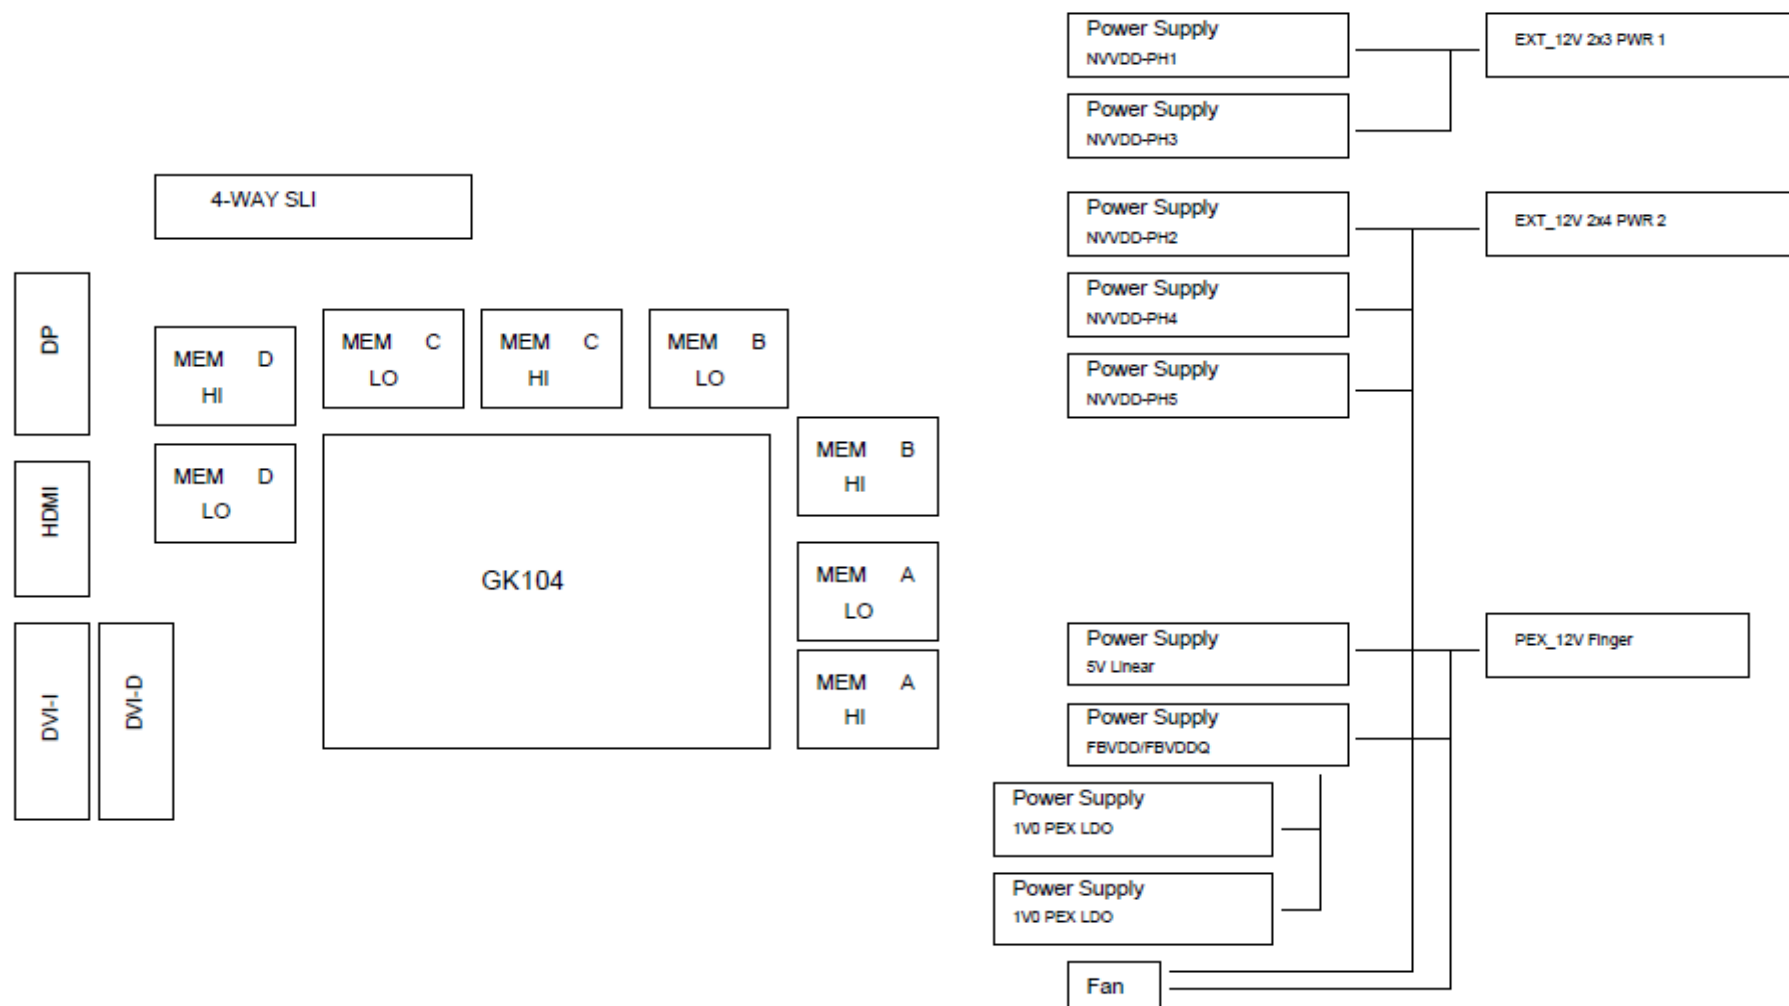 Power Supply
NVVDD-PH1
EXT_12V 2x3 PWR 1
Power Supply
NVVDD-PH3
4-WAY SLI
Power Supply
NVVDD-PH2
EXT_12V 2x4 PWR 2
Power Supply
NVVDD-PH4
Power Supply
NVVDD-PH5
DP
MEM D
HI
MEM C
LO
MEM C
HI
MEM B
LO
MEM B
HI
HDMI
MEM D
LO
GK104
MEM A
LO
MEM A
HI
DVI-I
DVI-D
Power Supply
5V Linear
PEX_12V Finger
Power Supply
FBVDD/FBVDDQ
Power Supply
1V0 PEX LDO
Power Supply
1V0 PEX LDO
Fan